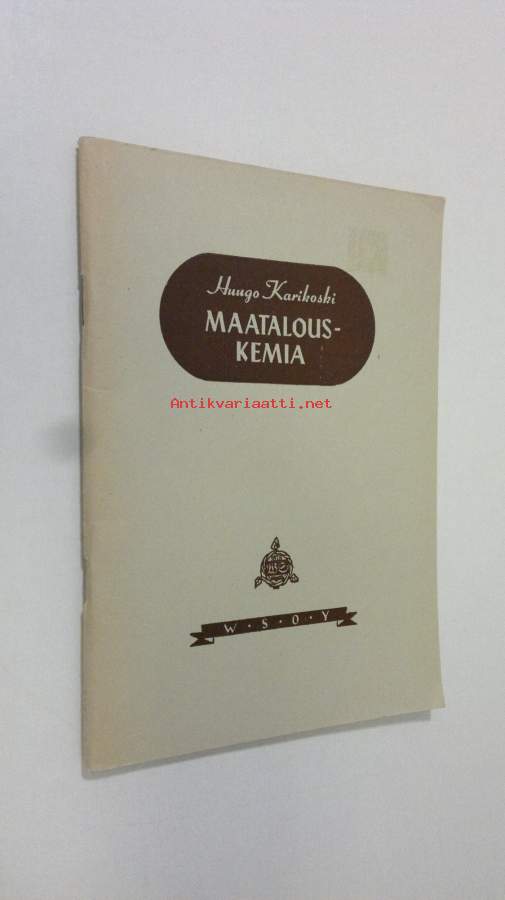 Huugo Karikoski
MAATALOUS-
KEMIA
Antikvariaatti.net
W·S·O·Y